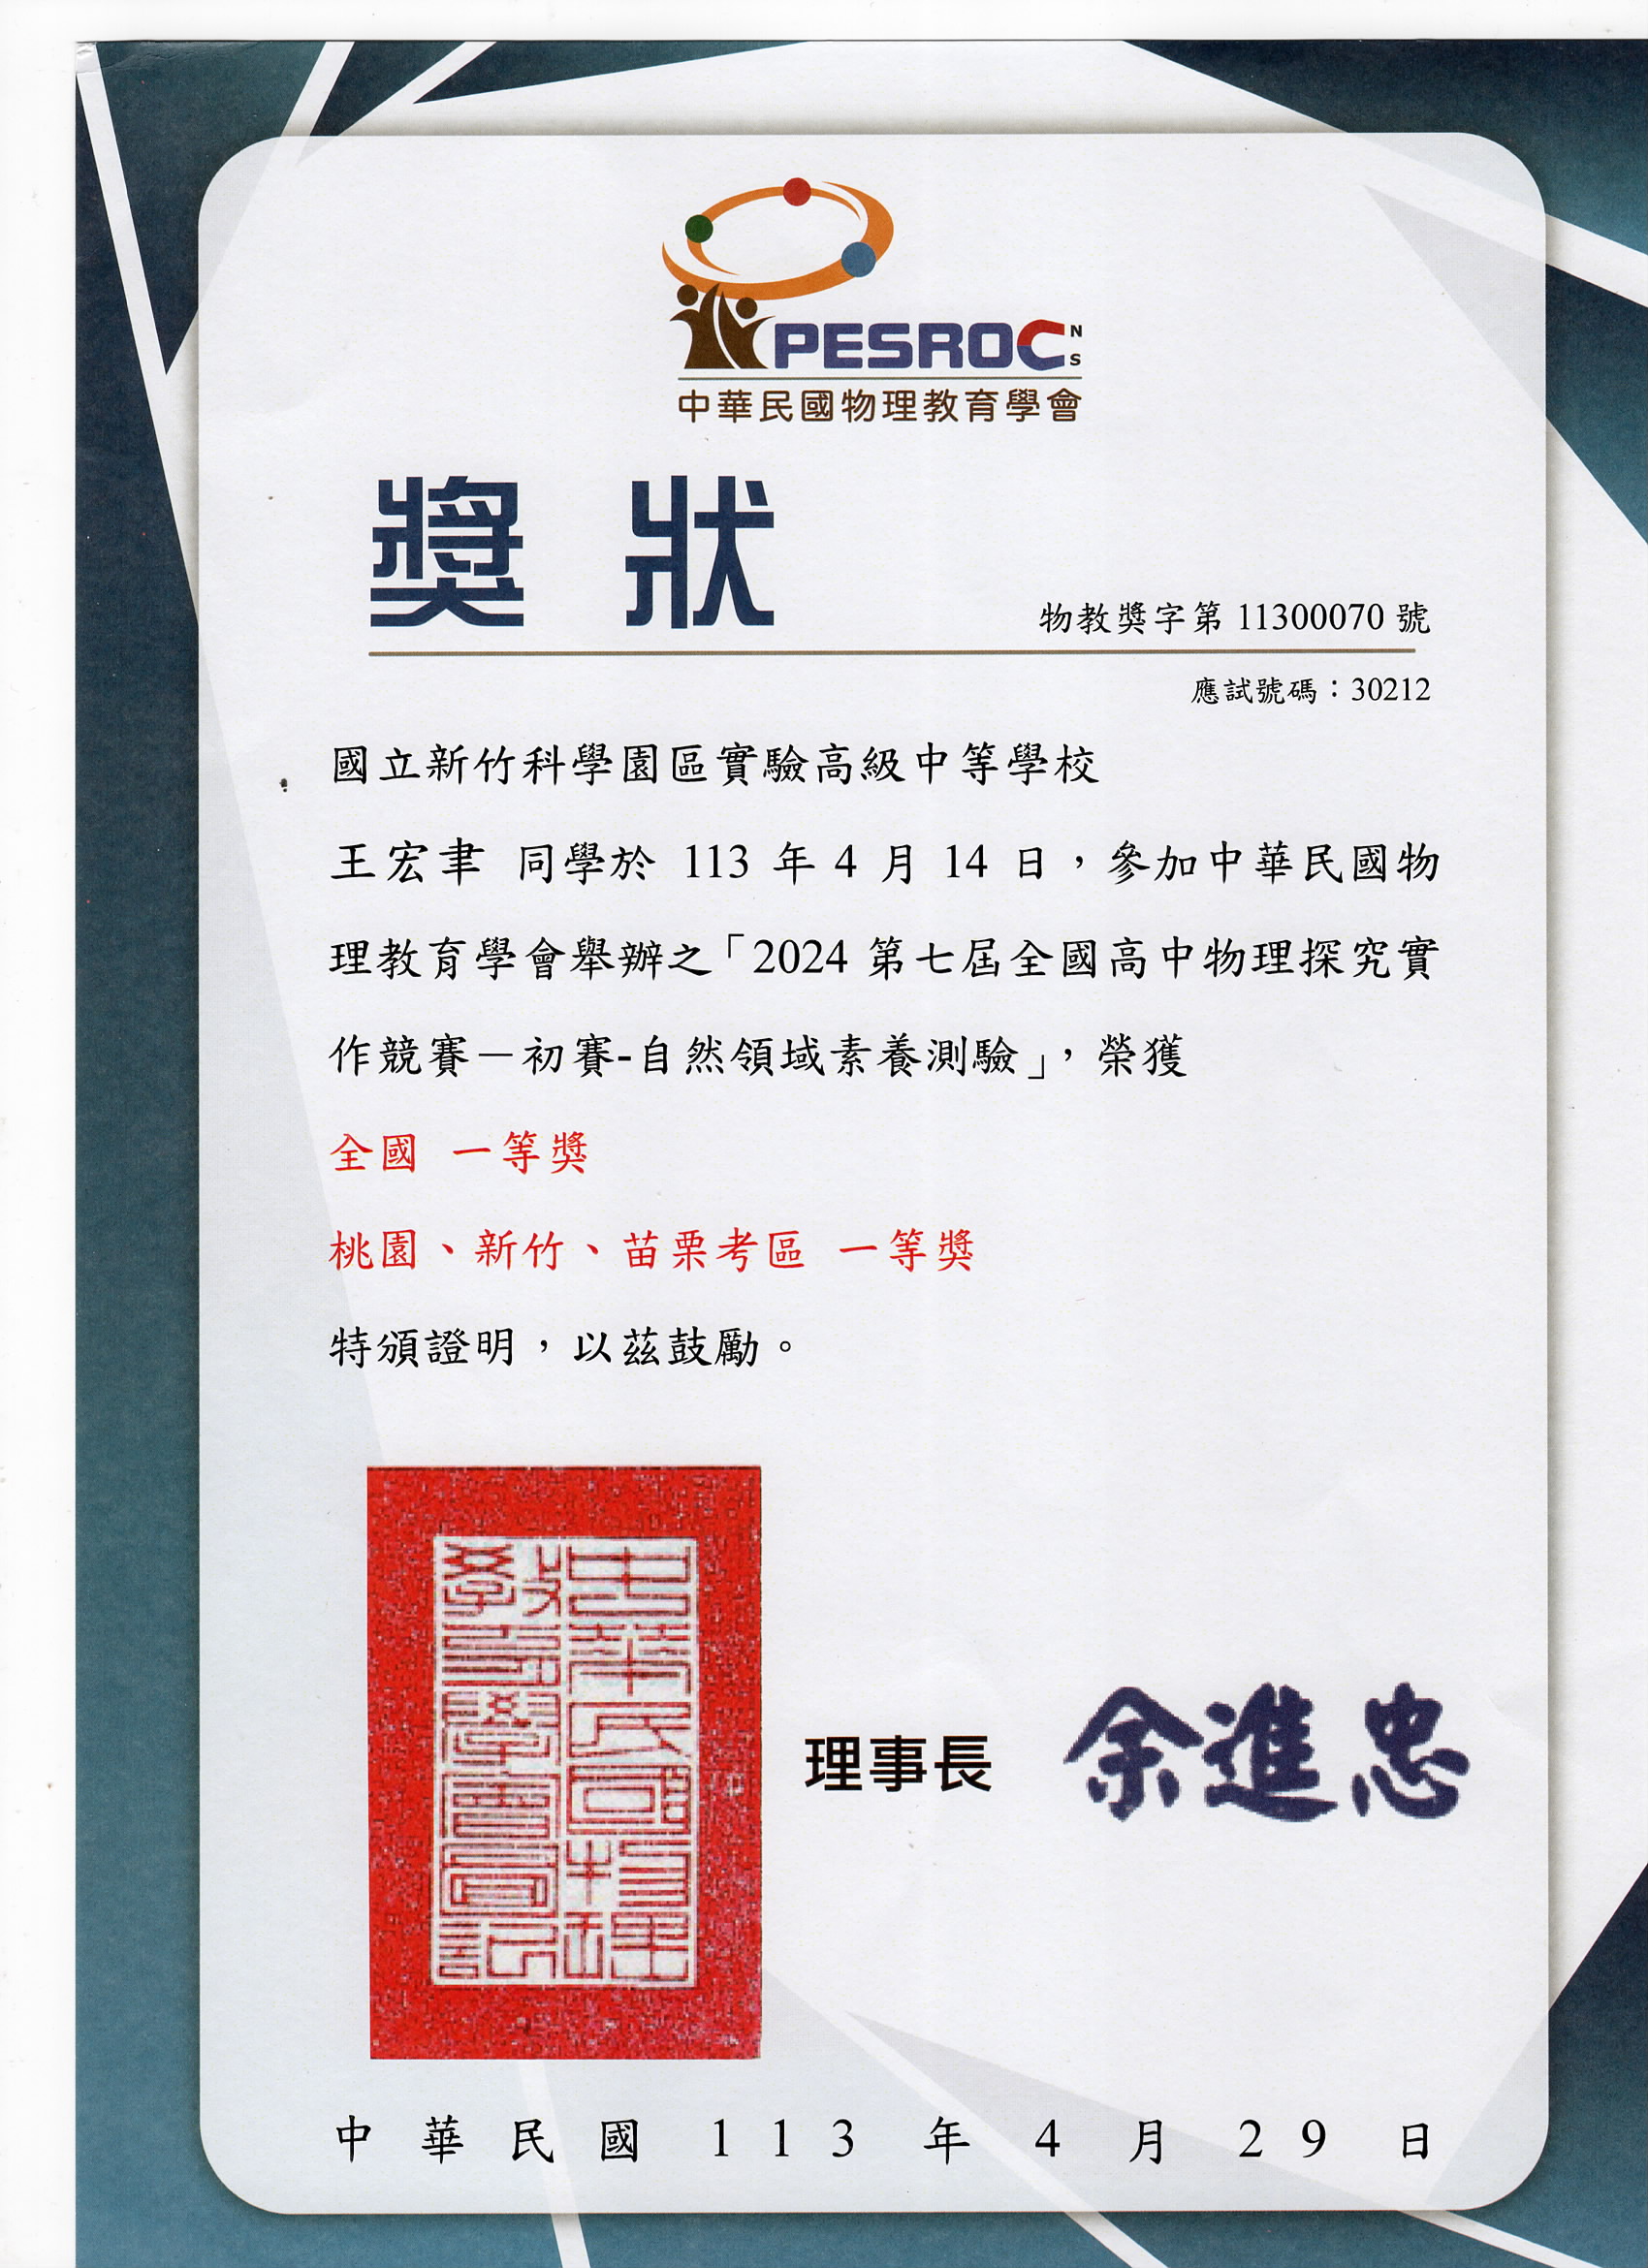 PESROC
N
S
中華民國物理教育學會
獎狀
物教獎字第 11300070 號
應試號碼：30212
國立新竹科學園區實驗高級中等學校
王宏聿 同學於 113 年 4 月 14 日，參加中華民國物
理教育學會舉辦之「2024 第七屆全國高中物理探究實
作競賽－初賽-自然領域素養測驗」，榮獲
全國 一等獎
桃園、新竹、苗栗考區 一等獎
特頒證明，以茲鼓勵。
理事長 余進忠
中華民國 113 年 4 月 29 日